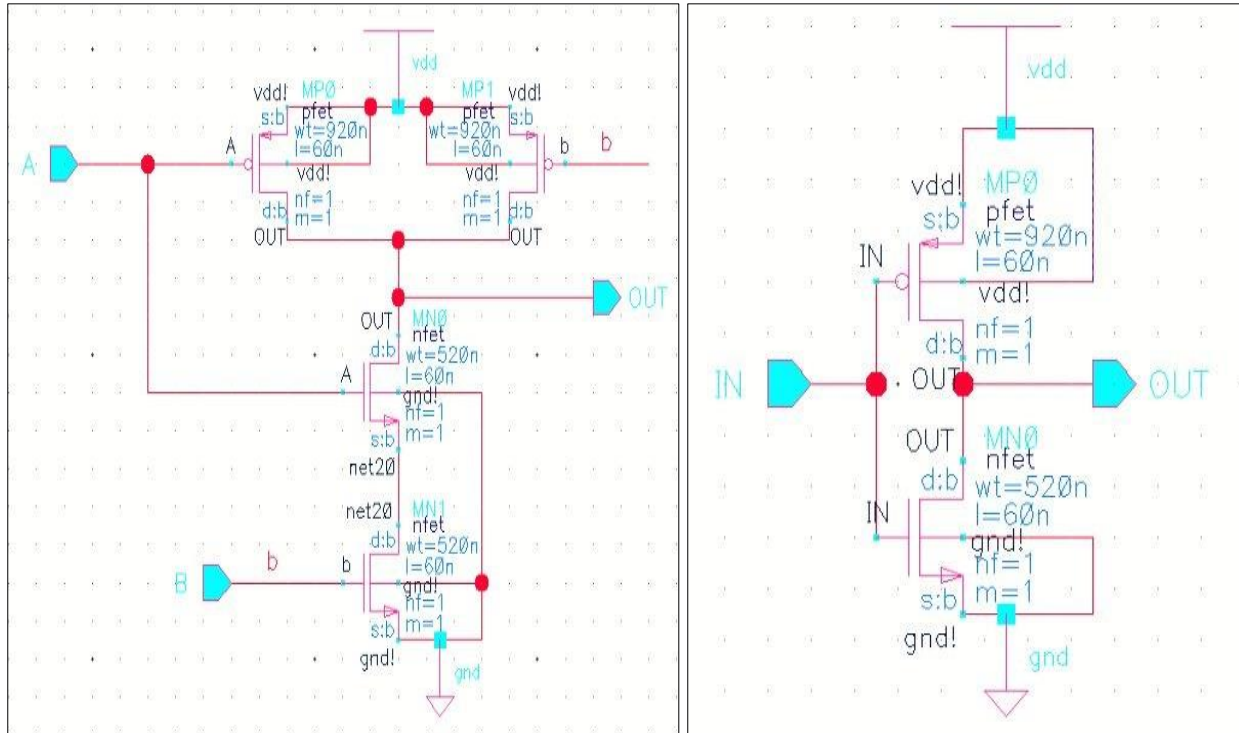 vdd
vdd!
MP0
s:b
pfet
wt=920n
l=60n
A
vdd!
nf=1
d:b
m=1
OUT
MP1
vdd!
pfet
s:b
wt=920n
l=60n
b
b
vdd!
nf=1
d:b
m=1
OUT
A
OUT
OUT
MN0
nfet
d:b
wt=520n
l=60n
A
gnd!
nf=1
s:b
m=1
net20
net20
MN1
nfet
d:b
wt=520n
l=60n
B
b
b
gnd!
nf=1
s:b
m=1
gnd!
gnd
vdd
vdd!
MP0
s:b
pfet
wt=920n
l=60n
IN
vdd!
nf=1
d:b
m=1
IN
OUT
OUT
OUT
MN0
nfet
d:b
wt=520n
l=60n
IN
gnd!
nf=1
s:b
m=1
gnd!
gnd